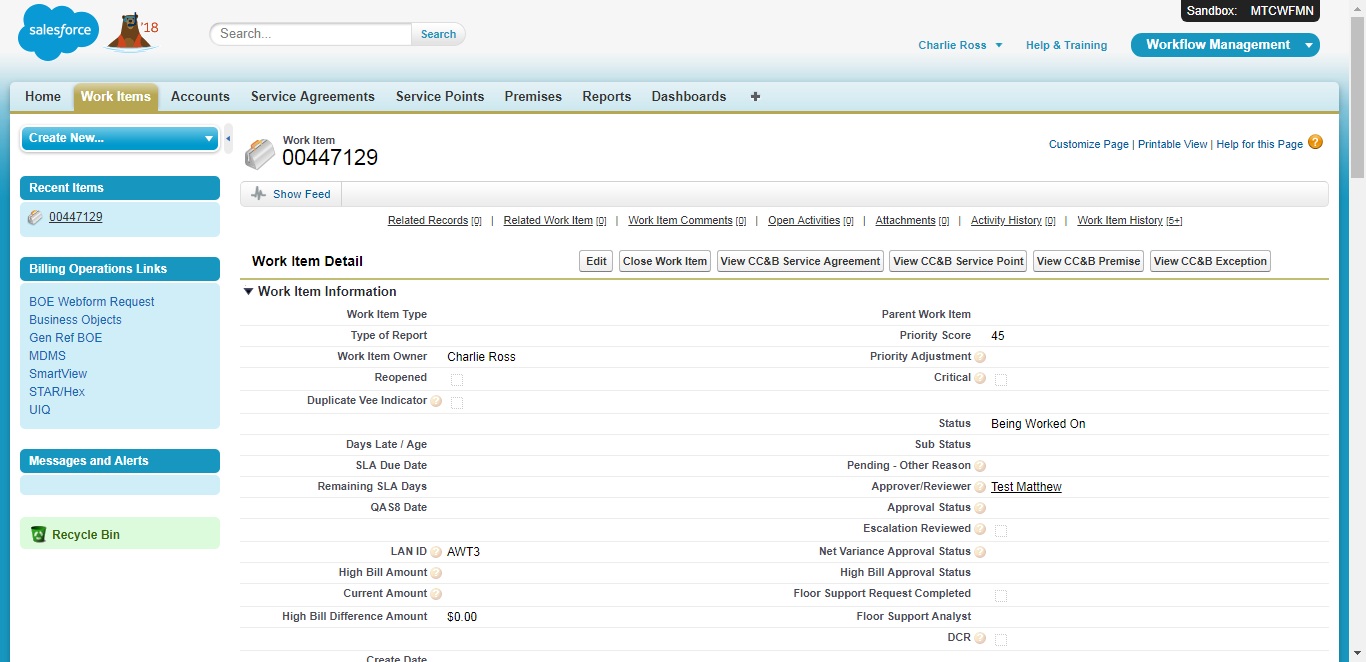 Sandbox: MTCWFMN
salesforce '18
Search... Search
Charlie Ross Help & Training Workflow Management
Home Work Items Accounts Service Agreements Service Points Premises Reports Dashboards +
Create New...
Recent Items
00447129
Billing Operations Links
BOE Webform Request
Business Objects
Gen Ref BOE
MDMS
SmartView
STAR/Hex
UIQ
Messages and Alerts
Recycle Bin
Work Item
00447129
Customize Page | Printable View | Help for this Page ?
Show Feed
Related Records [0] | Related Work Item [0] | Work Item Comments [0] | Open Activities [0] | Attachments [0] | Activity History [0] | Work Item History [5+]
Work Item Detail Edit Close Work Item View CC&B Service Agreement View CC&B Service Point View CC&B Premise View CC&B Exception
Work Item Information
Work Item Type Parent Work Item
Type of Report Priority Score 45
Work Item Owner Charlie Ross Priority Adjustment ?
Reopened Critical ?
Duplicate Vee Indicator ?
Status Being Worked On
Days Late / Age Sub Status
SLA Due Date Pending - Other Reason ?
Remaining SLA Days Approver/Reviewer ? Test Matthew
QAS8 Date Approval Status ?
Escalation Reviewed ?
LAN ID ? AWT3 Net Variance Approval Status ?
High Bill Amount ? High Bill Approval Status
Current Amount ? Floor Support Request Completed
High Bill Difference Amount $0.00 Floor Support Analyst
DCR ?
Create Date